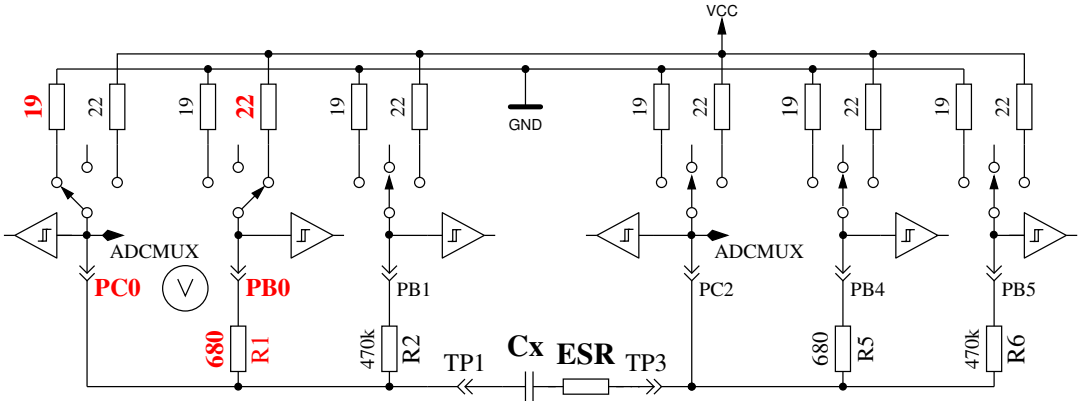 VCC
19
22
19
22
19
22
GND
19
22
19
22
19
22
ADCMUX
ADCMUX
PC0
V
PB0
PB1
PC2
PB4
PB5
680
R1
470k
R2
680
R5
470k
R6
TP1
Cx
ESR
TP3